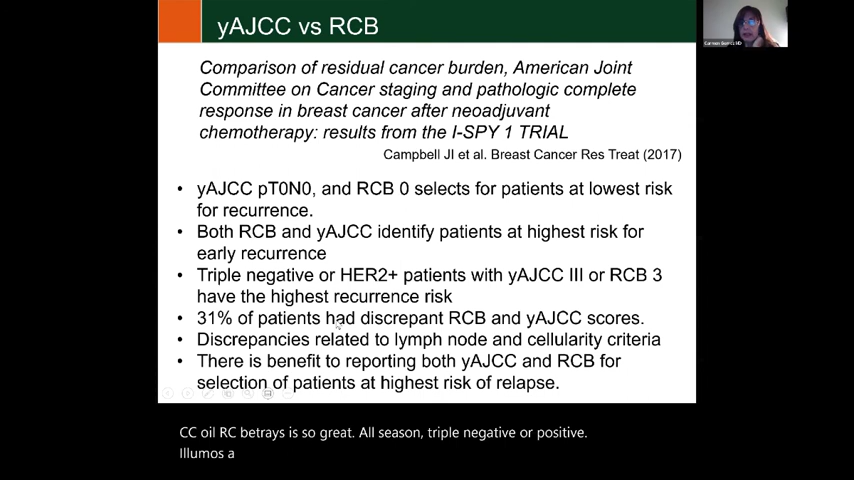 yAJCC vs RCB
Comparison of residual cancer burden, American Joint
Committee on Cancer staging and pathologic complete
response in breast cancer after neoadjuvant
chemotherapy: results from the I-SPY 1 TRIAL
Campbell JI et al. Breast Cancer Res Treat (2017)
• yAJCC pT0N0, and RCB 0 selects for patients at lowest risk
for recurrence.
• Both RCB and yAJCC identify patients at highest risk for
early recurrence
• Triple negative or HER2+ patients with yAJCC III or RCB 3
have the highest recurrence risk
• 31% of patients had discrepant RCB and yAJCC scores.
• Discrepancies related to lymph node and cellularity criteria
• There is benefit to reporting both yAJCC and RCB for
selection of patients at highest risk of relapse.
CC oil RC betrays is so great. All season, triple negative or positive.
Illumos a